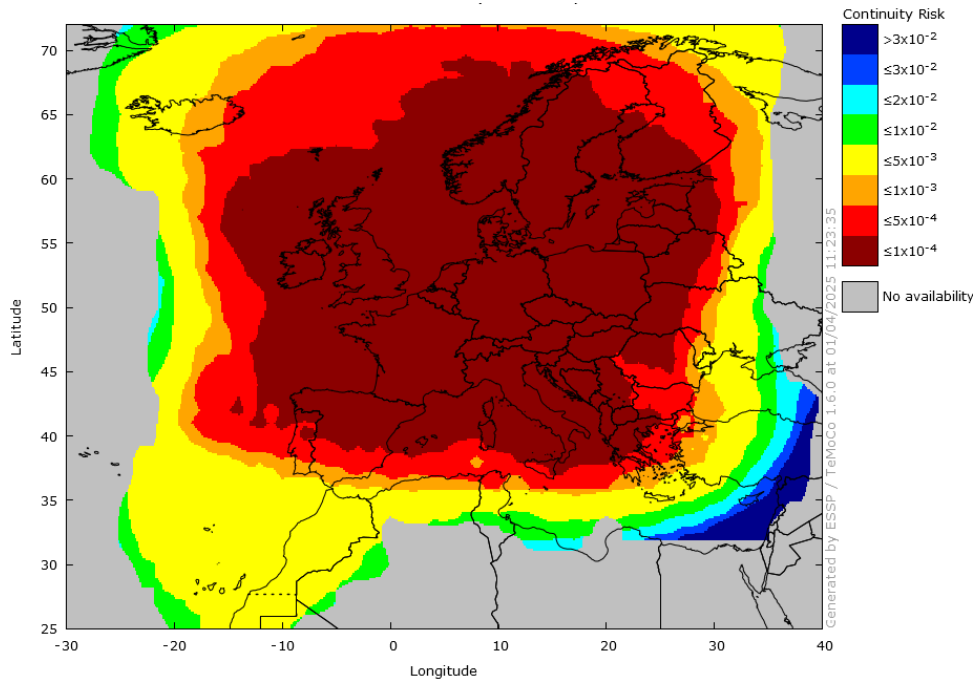 Continuity Risk
>3x10-2
≤3x10-2
≤2x10-2
≤1x10-2
≤5x10-3
≤1x10-3
≤5x10-4
≤1x10-4
No availability
Generated by ESSP / TeMoCo 1.6.0 at 01/04/2025 11:23:35
Latitude
70
65
60
55
50
45
40
35
30
25
-30
-20
-10
0
10
20
30
40
Longitude